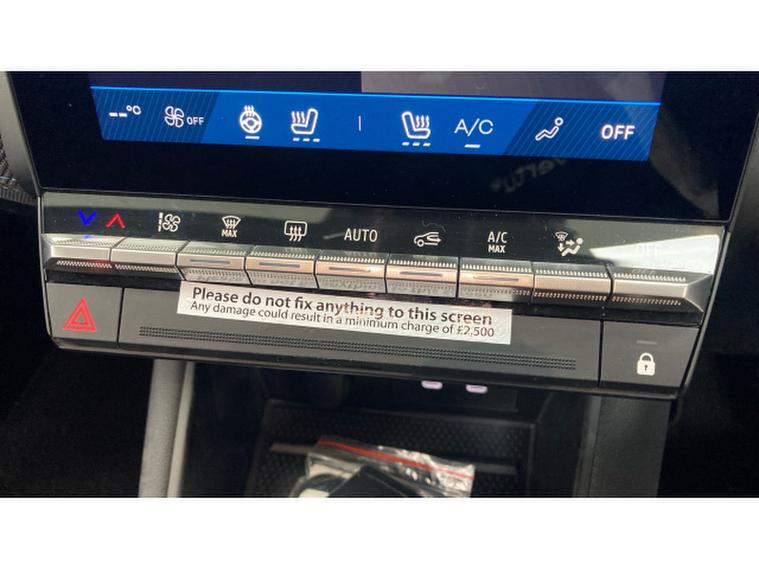 --°C OFF A/C OFF
MAX AUTO A/C MAX OFF
Please do not fix anything to this screen
Any damage could result in a minimum charge of £2,500